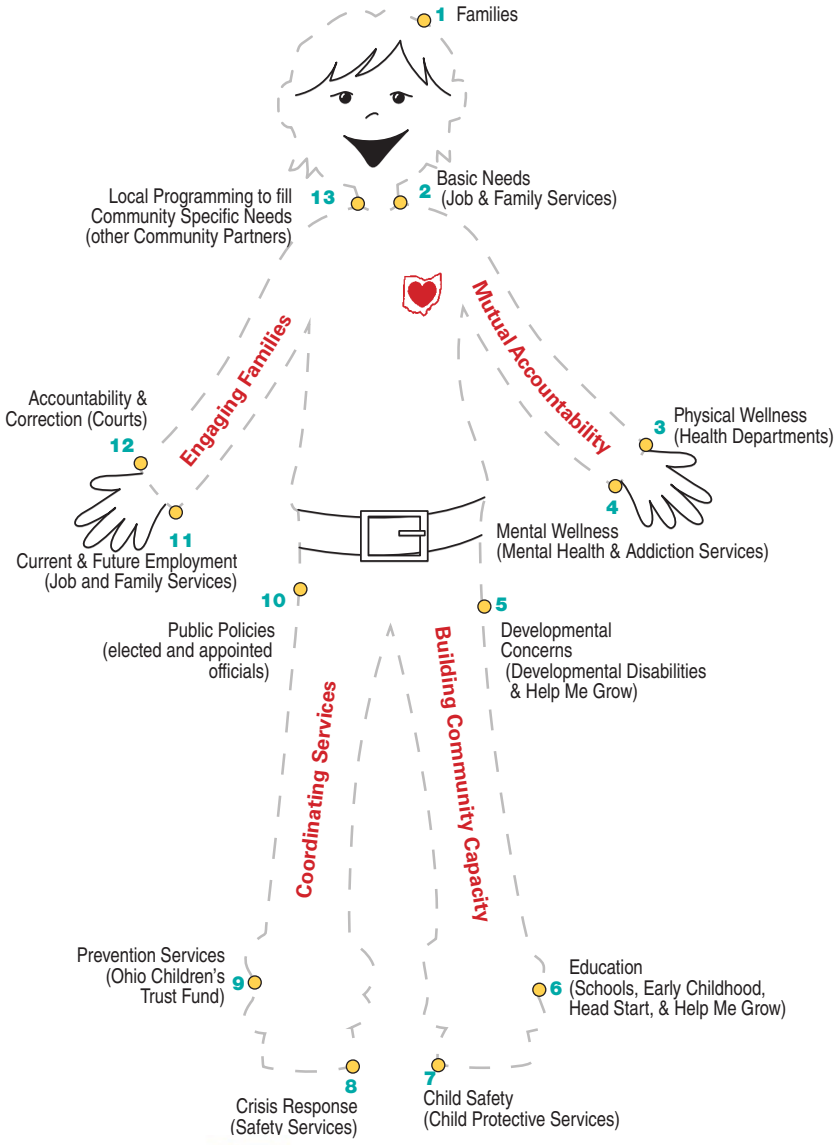 1 Families
2 Basic Needs
(Job & Family Services)
13 Local Programming to fill
Community Specific Needs
(other Community Partners)
Engaging Families
Mutual Accountability
Accountability &
Correction (Courts)
12
3 Physical Wellness
(Health Departments)
4
Mental Wellness
(Mental Health & Addiction Services)
11
Current & Future Employment
(Job and Family Services)
10
Public Policies
(elected and appointed
officials)
5
Developmental
Concerns
(Developmental Disabilities
& Help Me Grow)
Coordinating Services
Building Community Capacity
Prevention Services
(Ohio Children's
Trust Fund)
9
6 Education
(Schools, Early Childhood,
Head Start, & Help Me Grow)
8
Crisis Response
(Safety Services)
7
Child Safety
(Child Protective Services)